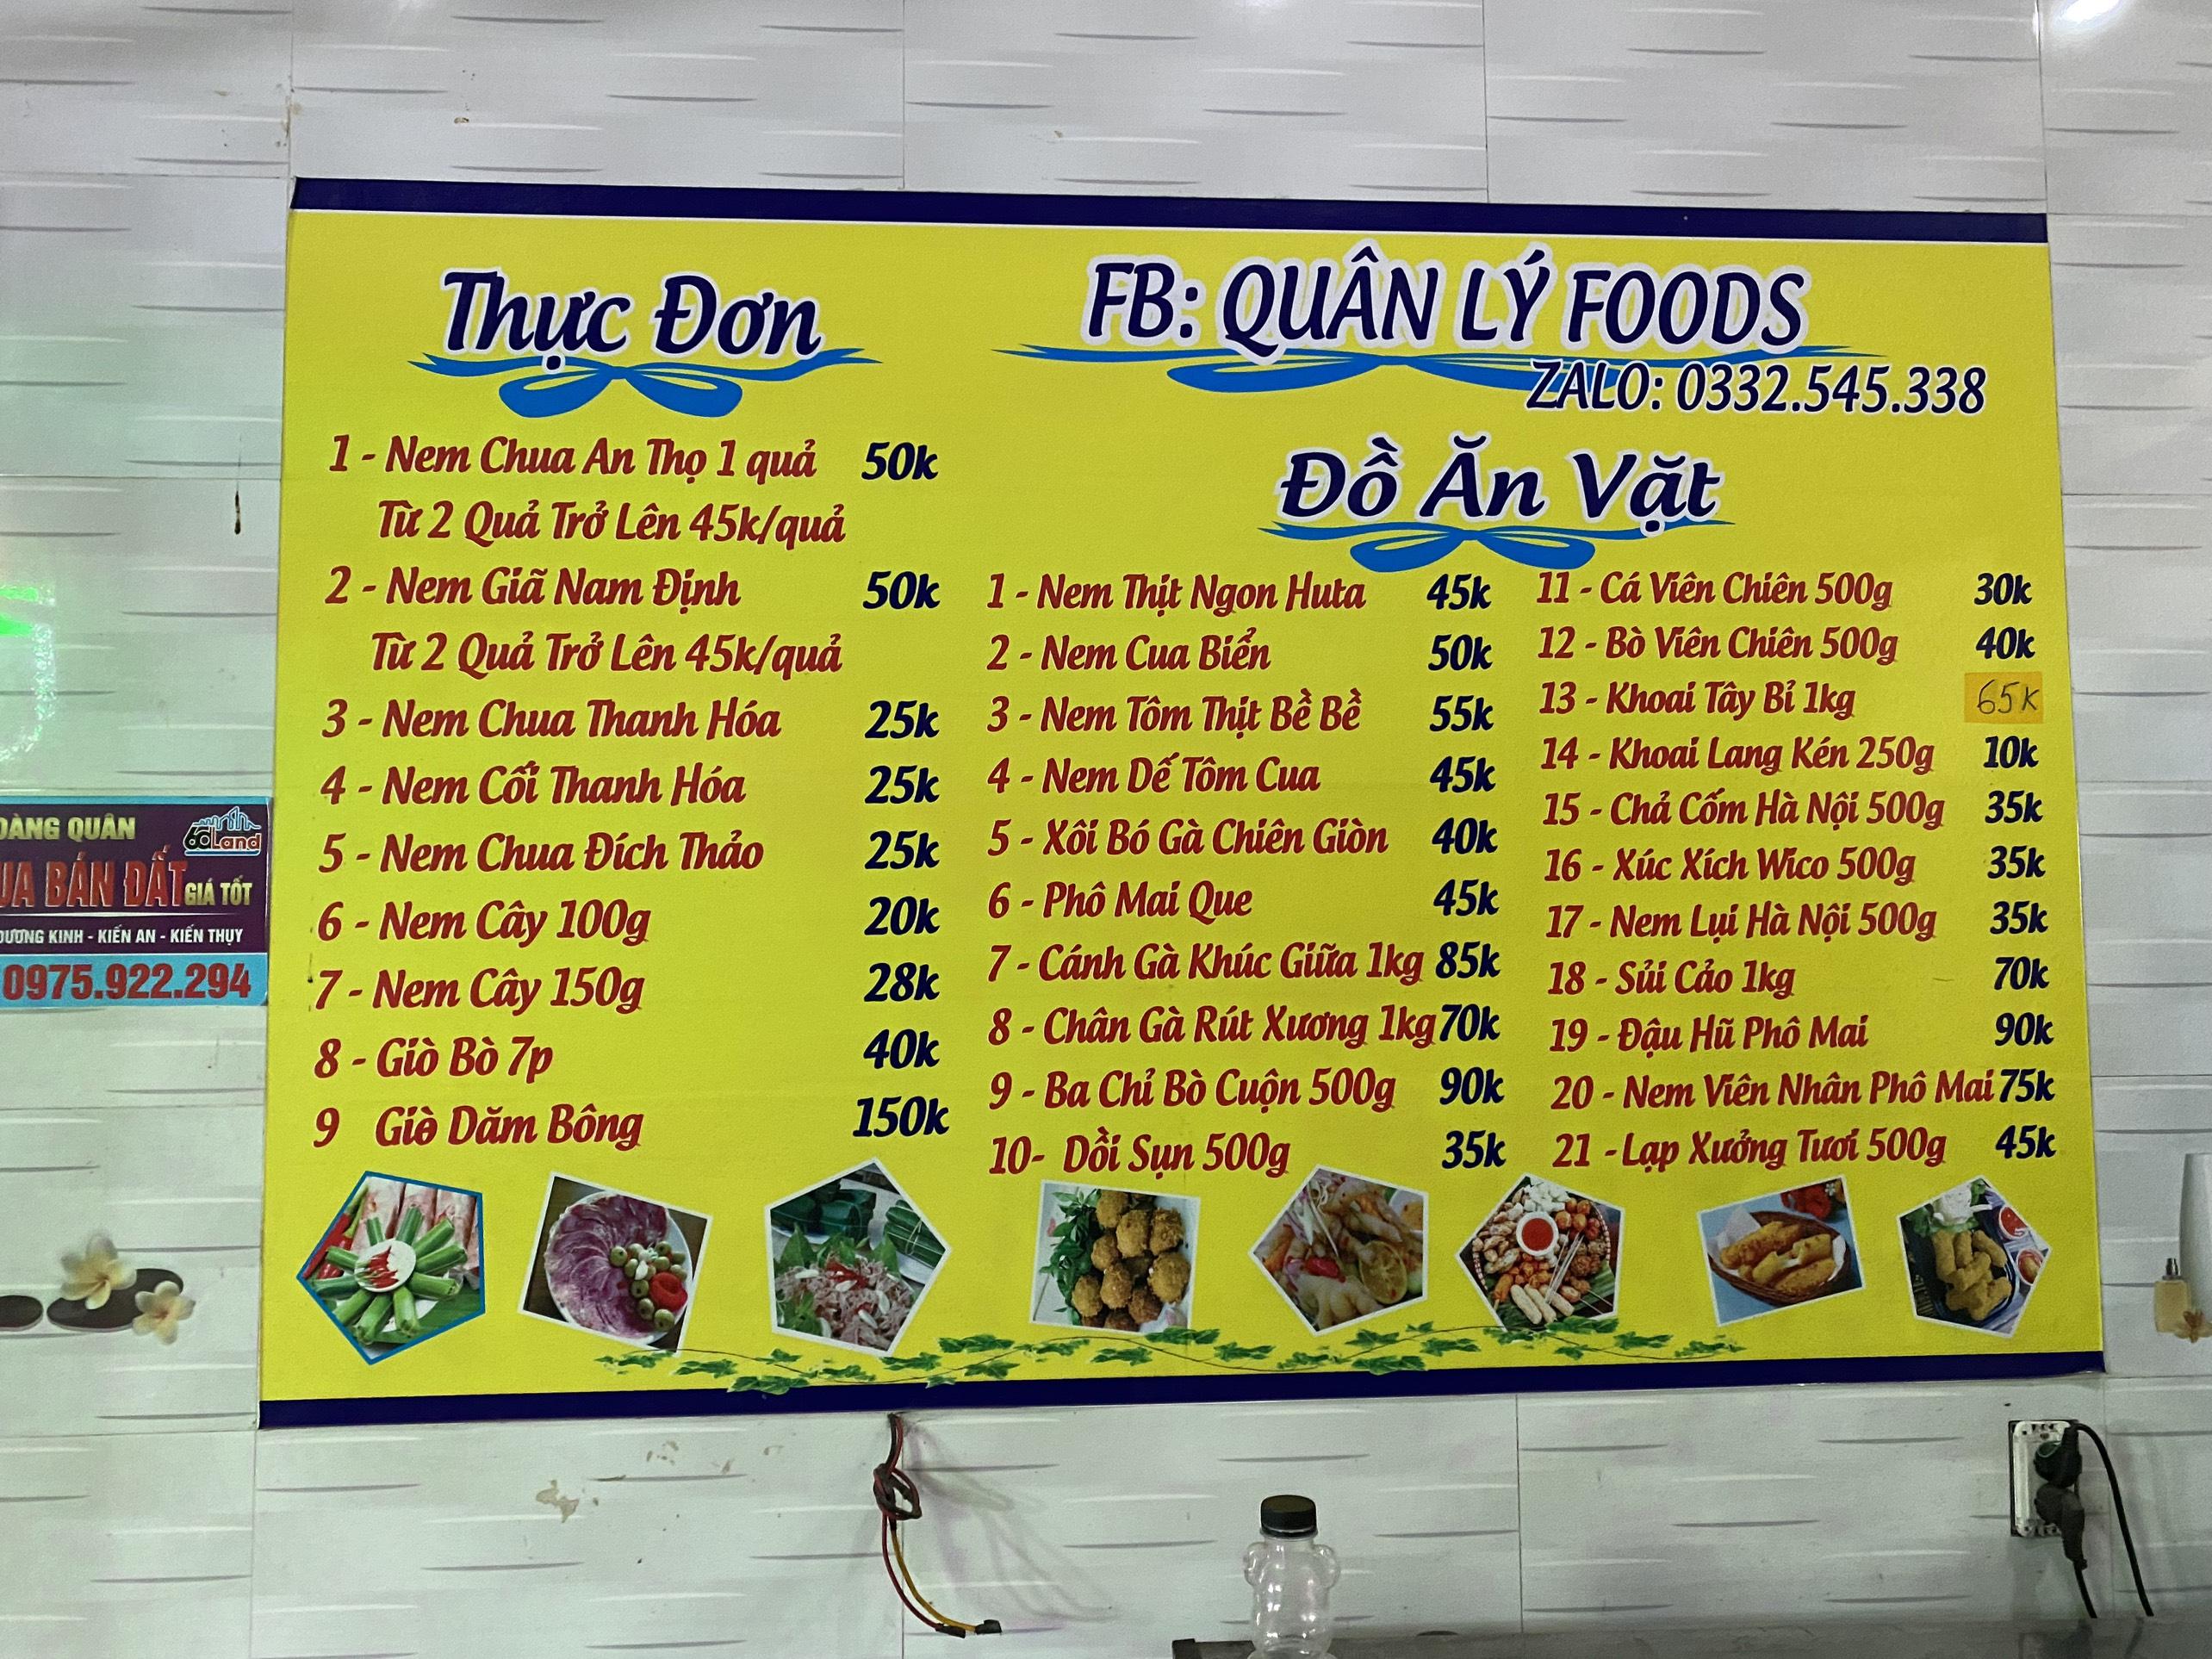 Thực Đơn
1 - Nem Chua An Thọ 1 quả 50k
Từ 2 Quả Trở Lên 45k/quả
2 - Nem Giã Nam Định 50k
Từ 2 Quả Trở Lên 45k/quả
3 - Nem Chua Thanh Hóa 25k
4 - Nem Cối Thanh Hóa 25k
5 - Nem Chua Đích Thảo 25k
6 - Nem Cây 100g 20k
7 - Nem Cây 150g 28k
8 - Giò Bò 7p 40k
9 Giò Dăm Bông 150k
FB: QUÂN LÝ FOODS
ZALO: 0332.545.338
Đồ Ăn Vặt
1 - Nem Thịt Ngon Huta 45k
2 - Nem Cua Biển 50k
3 - Nem Tôm Thịt Bề Bề 55k
4 - Nem Dế Tôm Cua 45k
5 - Xôi Bó Gà Chiên Giòn 40k
6 - Phô Mai Que 45k
7 - Cánh Gà Khúc Giữa 1kg 85k
8 - Chân Gà Rút Xương 1kg 70k
9 - Ba Chỉ Bò Cuộn 500g 90k
10- Dồi Sụn 500g 35k
11 - Cá Viên Chiên 500g 30k
12 - Bò Viên Chiên 500g 40k
13 - Khoai Tây Bỉ 1kg 65k
14 - Khoai Lang Kén 250g 10k
15 - Chả Cốm Hà Nội 500g 35k
16 - Xúc Xích Wico 500g 35k
17 - Nem Lụi Hà Nội 500g 35k
18 - Sủi Cảo 1kg 70k
19 - Đậu Hũ Phô Mai 90k
20 - Nem Viên Nhân Phô Mai 75k
21 - Lạp Xưởng Tươi 500g 45k
QUÂN
Land
BÁN ĐẤT GIÁ TỐT
KINH - KIẾN AN - KIẾN THỤY
0975.922.294